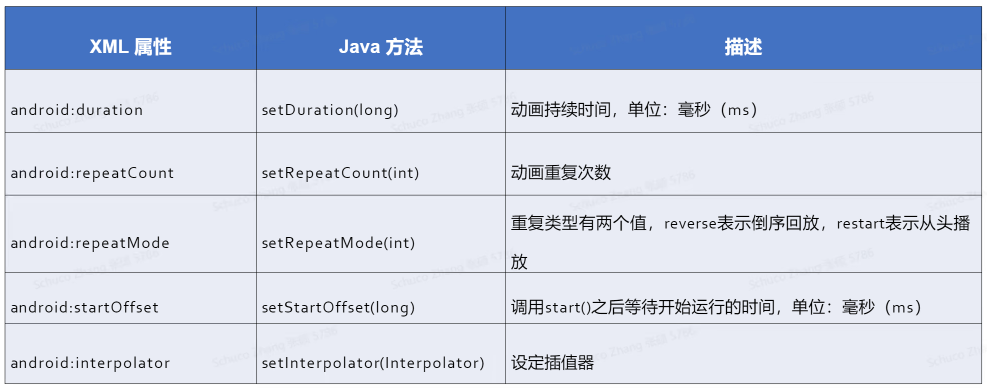 XML 属性 Java 方法 描述
android:duration setDuration(long) 动画持续时间，单位：毫秒（ms）
android:repeatCount setRepeatCount(int) 动画重复次数
android:repeatMode setRepeatMode(int) 重复类型有两个值，reverse表示倒序回放，restart表示从头播
放
android:startOffset setStartOffset(long) 调用start()之后等待开始运行的时间，单位：毫秒（ms）
android:interpolator setInterpolator(Interpolator) 设定插值器